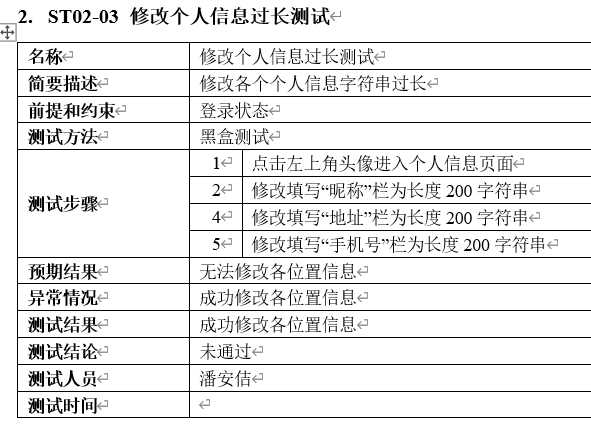 2. ST02-03 修改个人信息过长测试
名称 修改个人信息过长测试
简要描述 修改各个个人信息字符串过长
前提和约束 登录状态
测试方法 黑盒测试
测试步骤
1 点击左上角头像进入个人信息页面
2 修改填写“昵称”栏为长度 200 字符串
4 修改填写“地址”栏为长度 200 字符串
5 修改填写“手机号”栏为长度 200 字符串
预期结果 无法修改各位置信息
异常情况 成功修改各位置信息
测试结果 成功修改各位置信息
测试结论 未通过
测试人员 潘安佶
测试时间